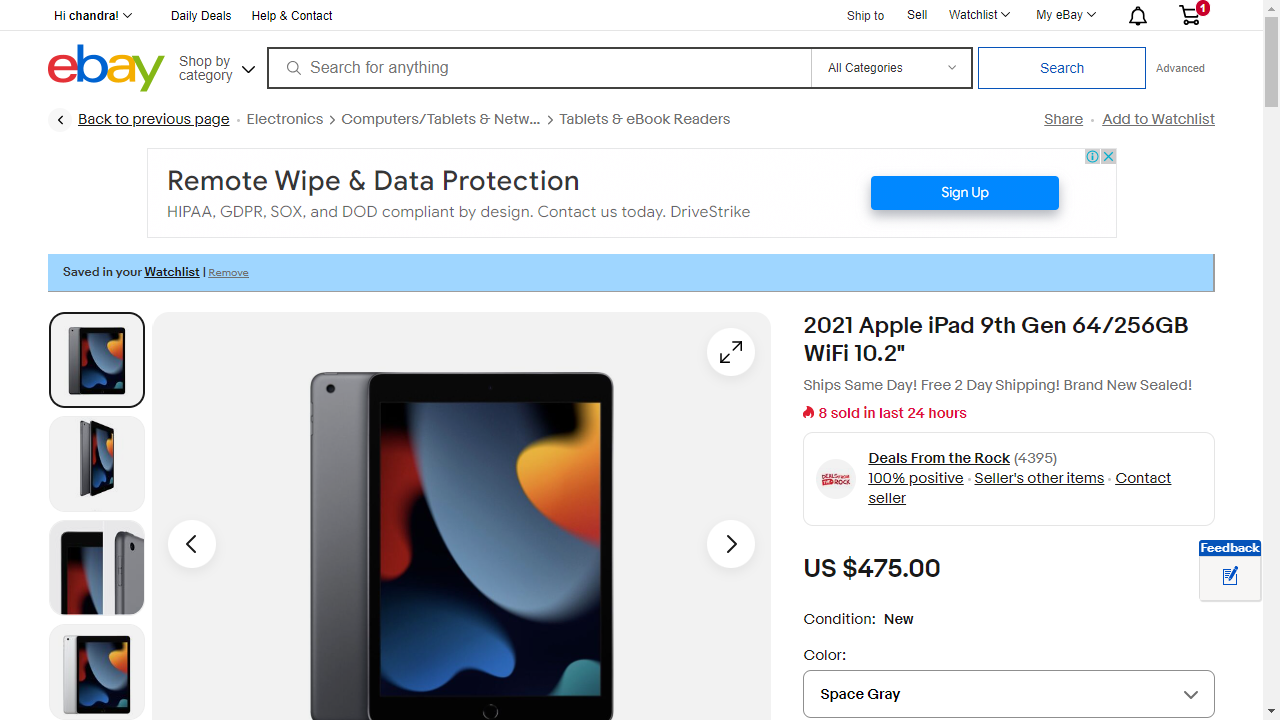 Hi chandra!
Daily Deals
Help & Contact
Ship to
Sell
Watchlist
My eBay
1
ebay
Shop by
category
Search for anything
All Categories
Search
Advanced
Back to previous page
Electronics
Computers/Tablets & Netw...
Tablets & eBook Readers
Share
Add to Watchlist
Remote Wipe & Data Protection
HIPAA, GDPR, SOX, and DOD compliant by design. Contact us today. DriveStrike
Sign Up
Saved in your Watchlist | Remove
2021 Apple iPad 9th Gen 64/256GB
WiFi 10.2"
Ships Same Day! Free 2 Day Shipping! Brand New Sealed!
8 sold in last 24 hours
DEALS FROM THE ROCK
Deals From the Rock (4395)
100% positive
Seller's other items
Contact
seller
US $475.00
Feedback
Condition: New
Color:
Space Gray